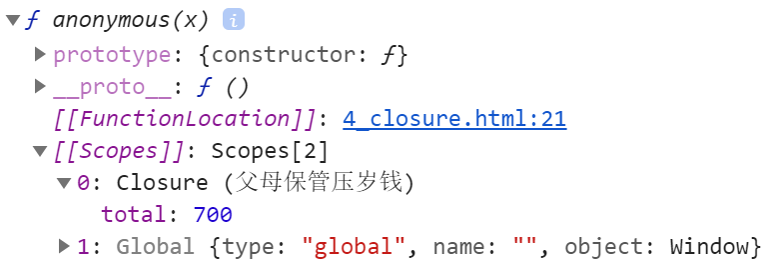 ▼ƒ anonymous(x) i
▶prototype: {constructor: ƒ}
▶__proto__: ƒ ()
[[FunctionLocation]]: 4_closure.html:21
▼[[Scopes]]: Scopes[2]
▼0: Closure (父母保管压岁钱)
total: 700
▶1: Global {type: "global", name: "", object: Window}